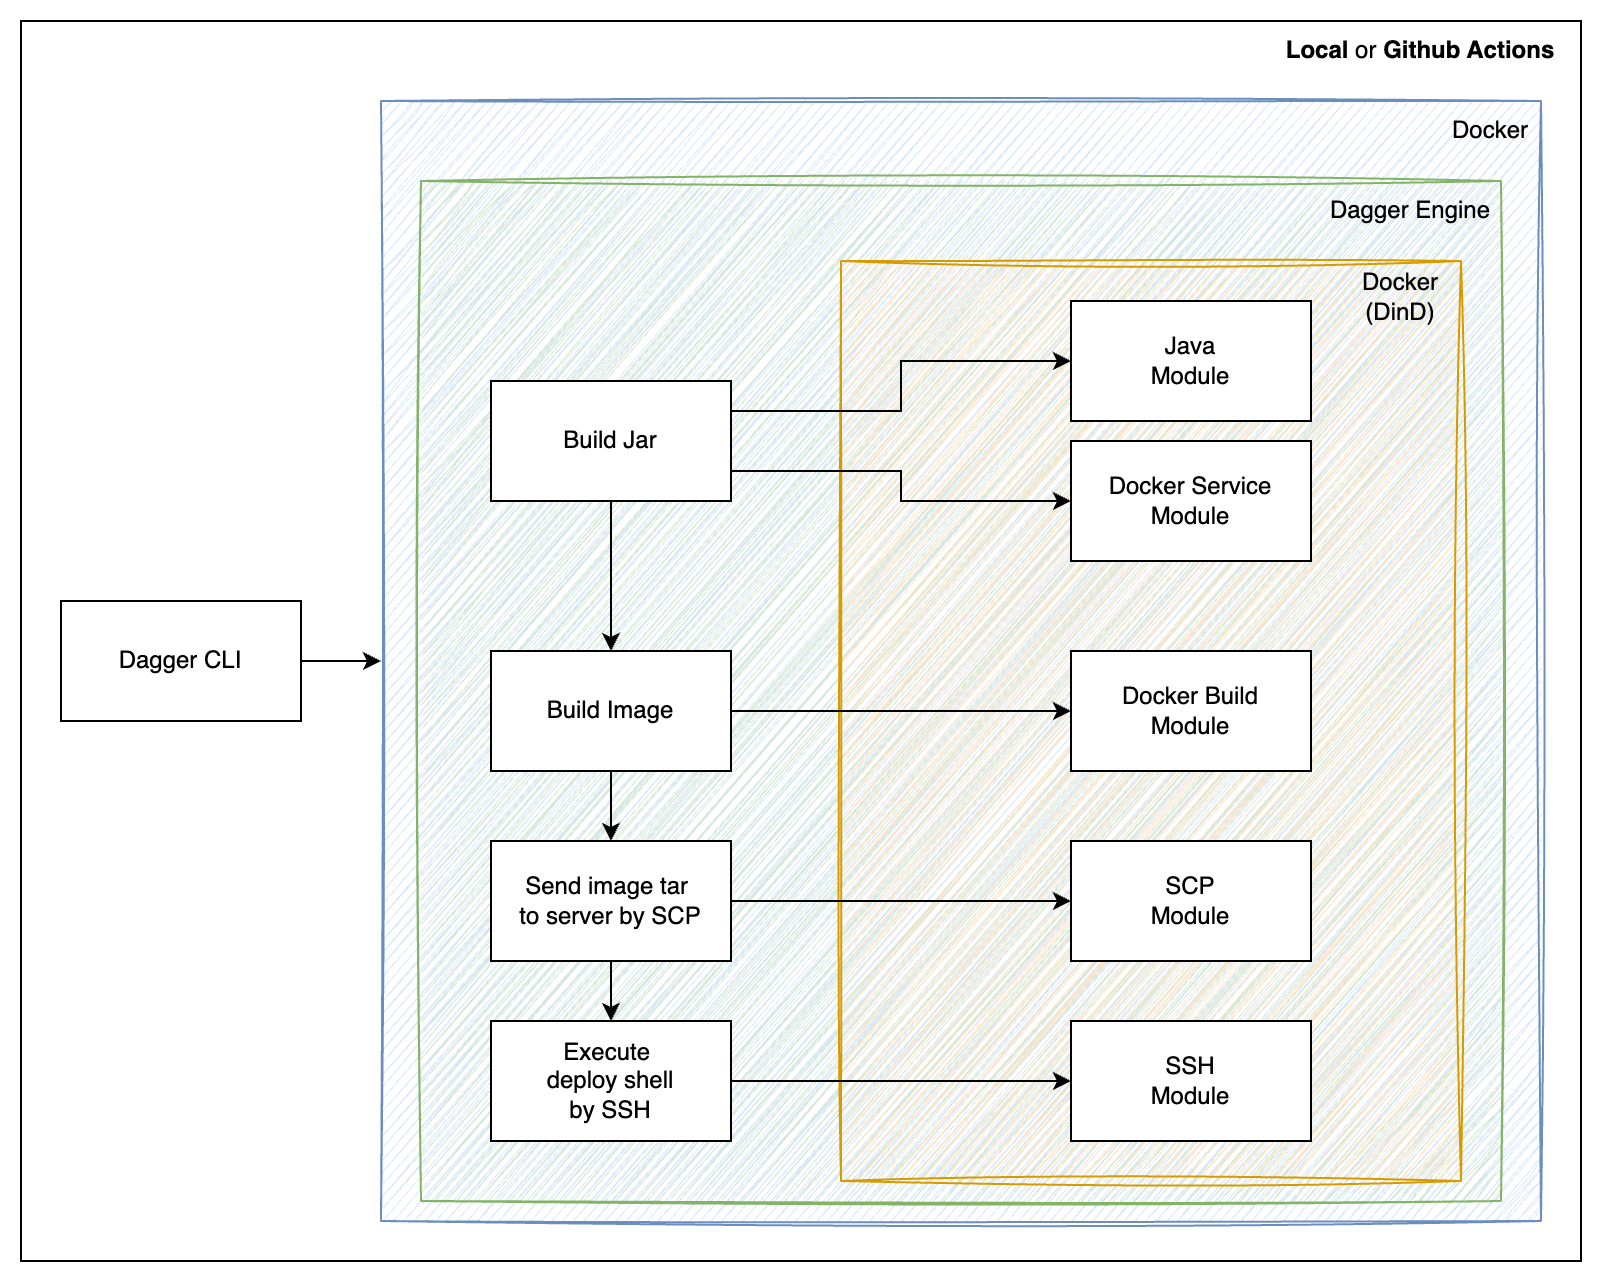 Local or Github Actions
Docker
Dagger Engine
Docker
(DinD)
Java
Module
Build Jar
Docker Service
Module
Dagger CLI
Build Image
Docker Build
Module
Send image tar
to server by SCP
SCP
Module
Execute
deploy shell
by SSH
SSH
Module